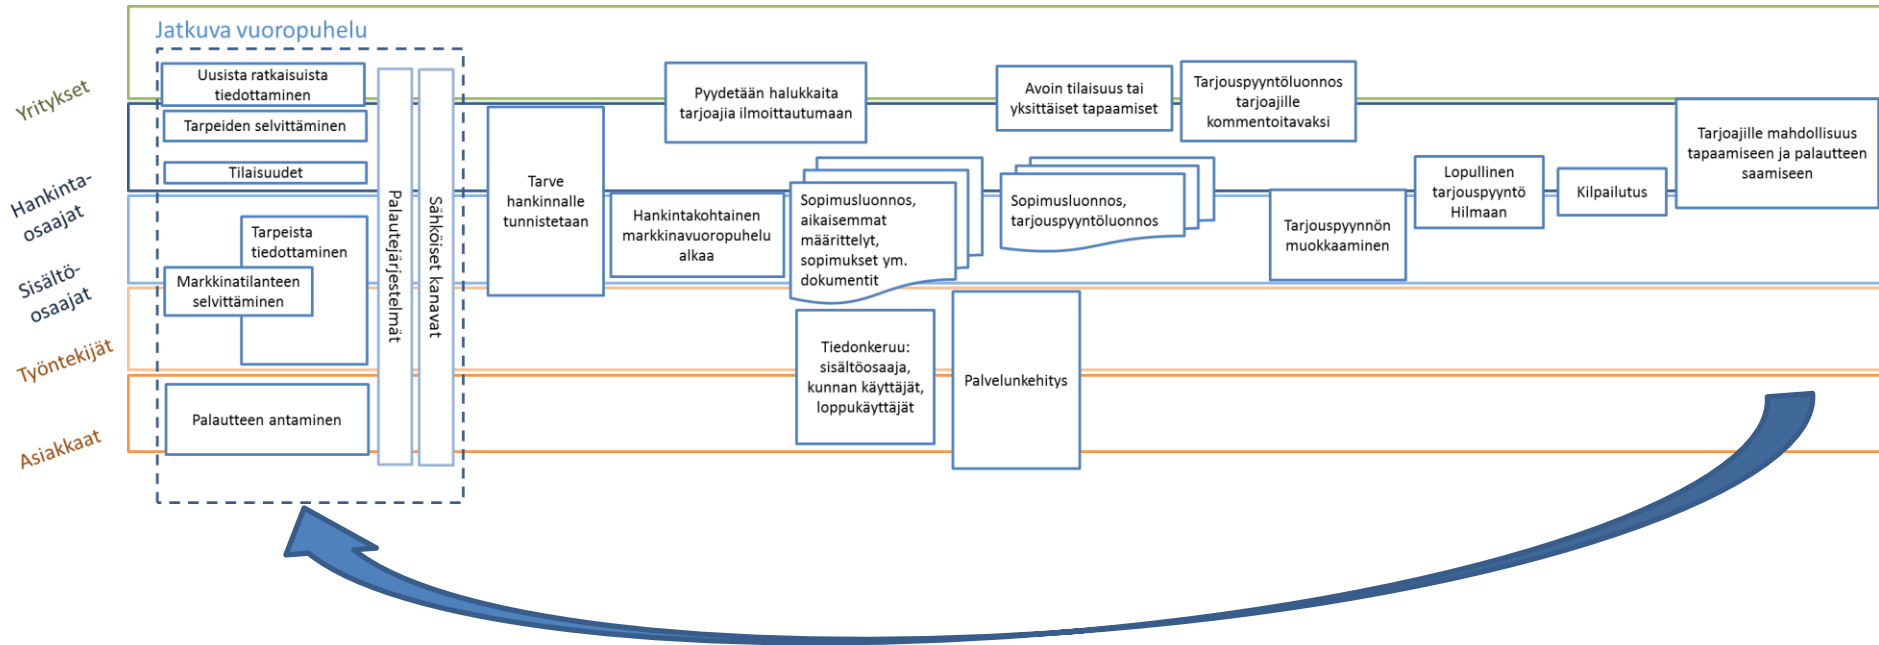 Jatkuva vuoropuhelu
Yritykset
Hankinta-
osaajat
Sisältö-
osaajat
Työntekijät
Asiakkaat
Uusista ratkaisuista
tiedottaminen
Tarpeiden selvittäminen
Tilaisuudet
Tarpeista
tiedottaminen
Markkinatilanteen
selvittäminen
Palautteen antaminen
Palautejärjestelmät
Sähköiset kanavat
Tarve
hankinnalle
tunnistetaan
Pyydetään halukkaita
tarjoajia ilmoittautumaan
Hankintakohtainen
markkinavuoropuhelu
alkaa
Sopimusluonnos,
aikaisemmat
määrittelyt,
sopimukset ym.
dokumentit
Tiedonkeruu:
sisältöosaaja,
kunnan käyttäjät,
loppukäyttäjät
Palvelunkehitys
Avoin tilaisuus tai
yksittäiset tapaamiset
Sopimusluonnos,
tarjouspyyntöluonnos
Tarjouspyyntöluonnos
tarjoajille
kommentoitavaksi
Tarjouspyynnön
muokkaaminen
Lopullinen
tarjouspyyntö
Hilmaan
Kilpailutus
Tarjoajille mahdollisuus
tapaamiseen ja palautteen
saamiseen